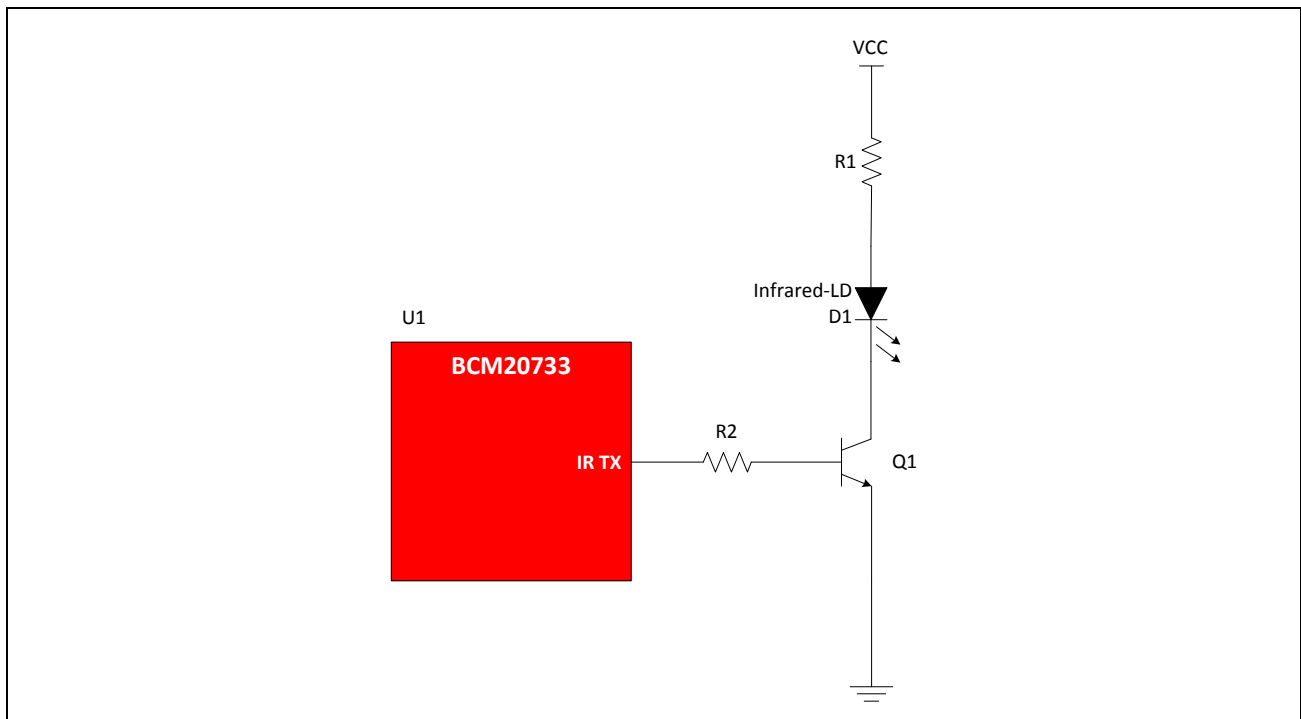 VCC
R1
Infrared-LD
D1
U1
BCM20733
R2
IR TX
Q1